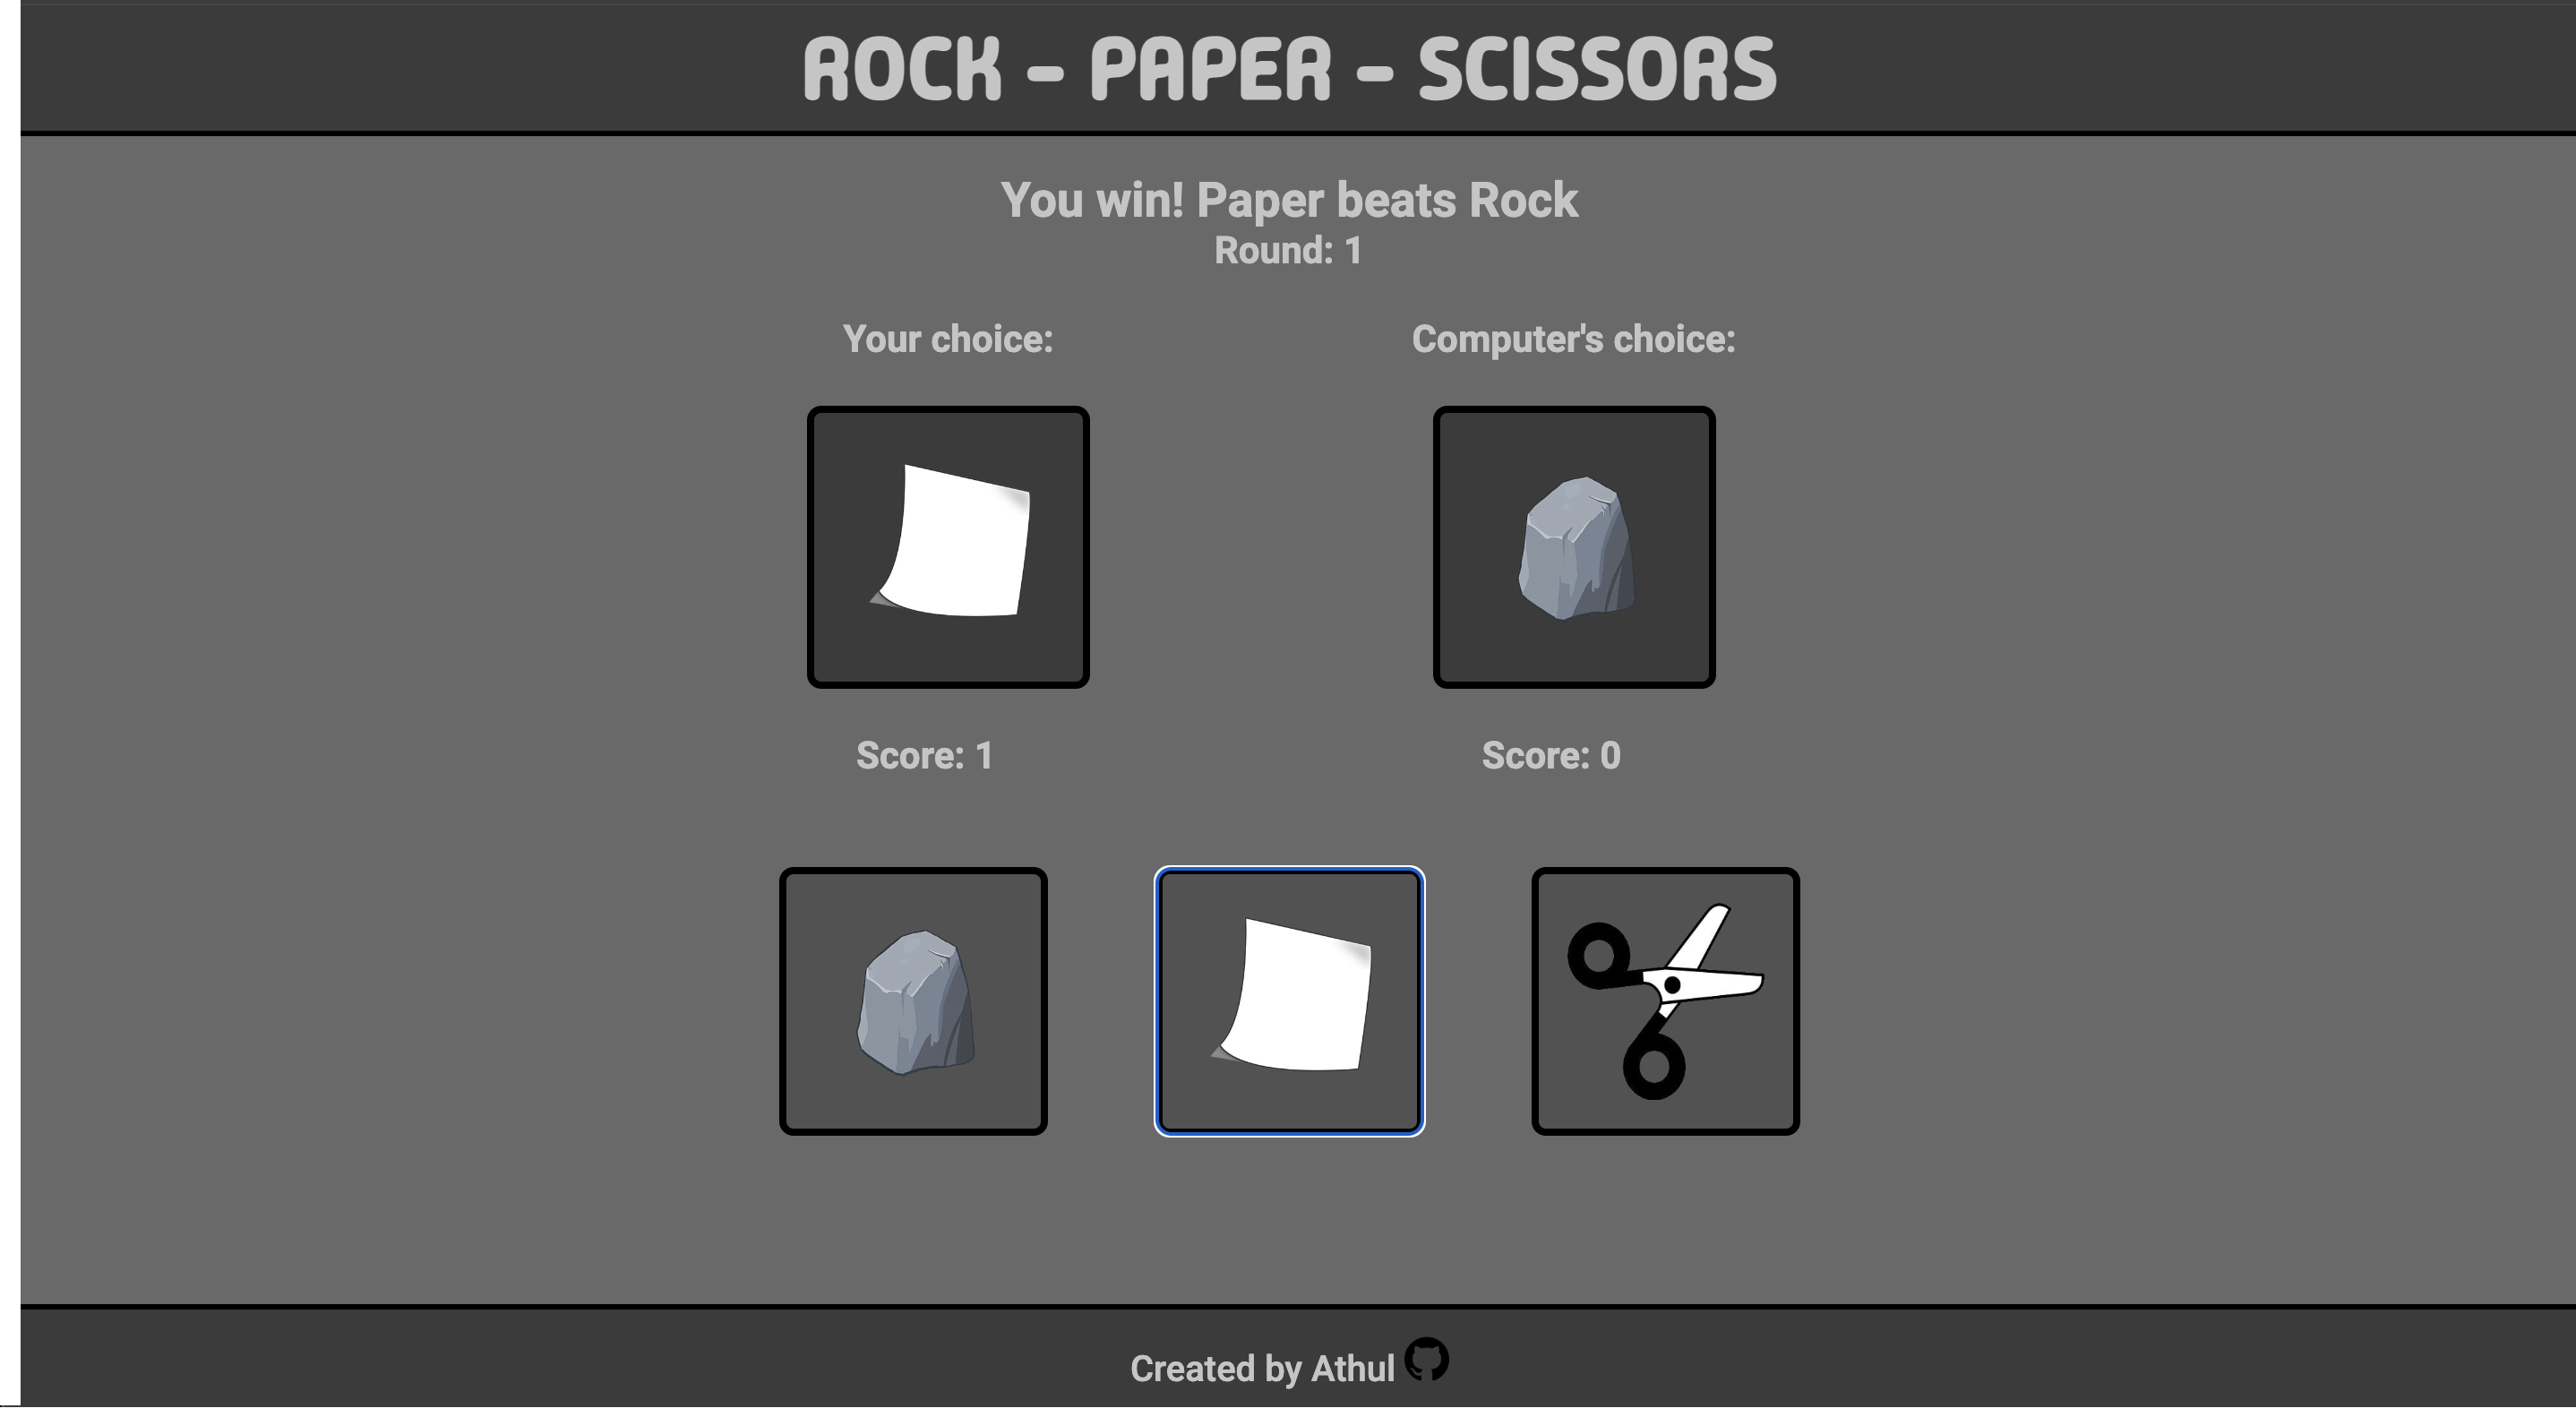 ROCK - PAPER - SCISSORS
You win! Paper beats Rock
Round: 1
Your choice:
Computer's choice:
Score: 1
Score: 0
Created by Athul